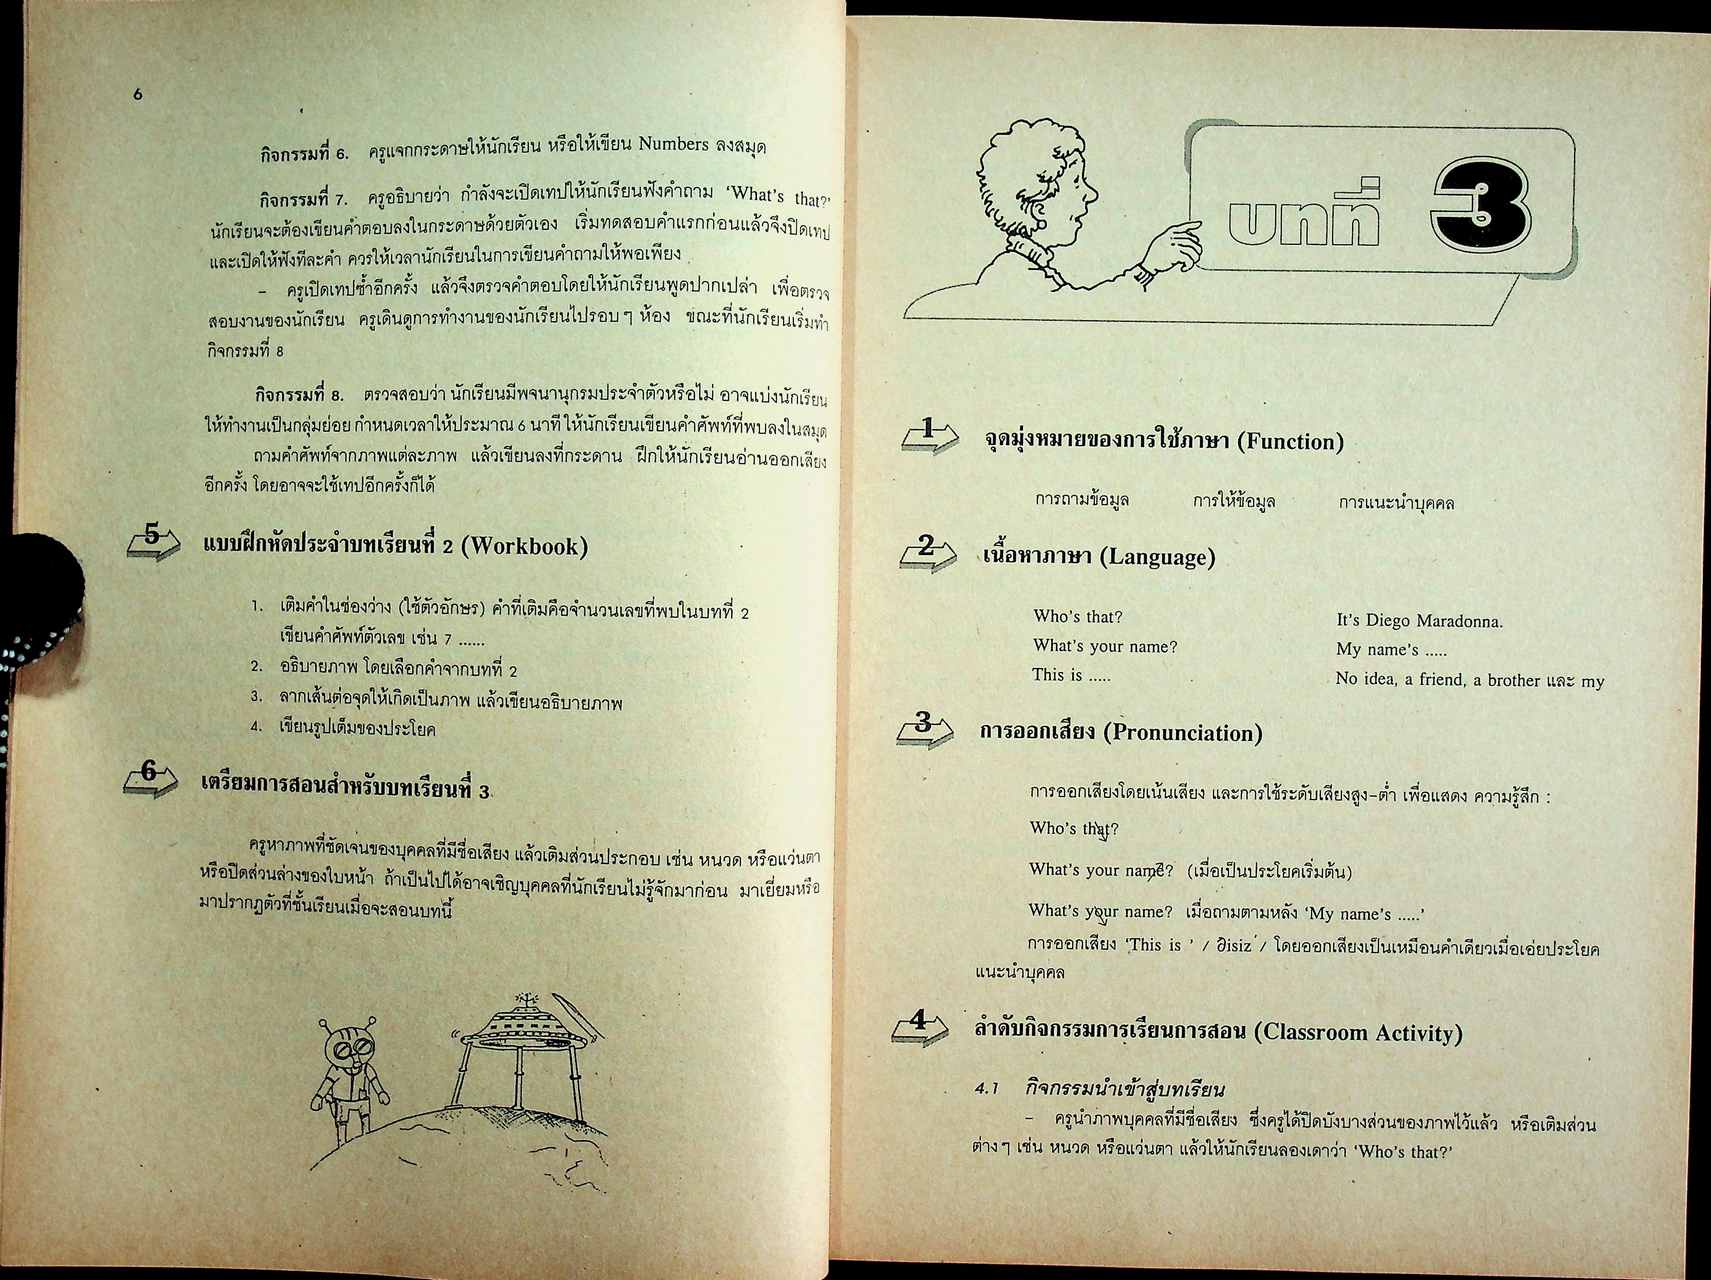 6
กิจกรรมที่ 6. ครูแจกกระดาษให้นักเรียน หรือให้เขียน Numbers ลงสมุด
กิจกรรมที่ 7. ครูอธิบายว่า กำลังจะเปิดเทปให้นักเรียนฟังคำถาม ‘What's that?’
นักเรียนจะต้องเขียนคำตอบลงในกระดาษด้วยตัวเอง เริ่มทดสอบคำแรกก่อนแล้วจึงปิดเทป
และเปิดให้ฟังทีละคำ ควรให้เวลานักเรียนในการเขียนคำถามให้พอเพียง
– ครูเปิดเทปซ้ำอีกครั้ง แล้วจึงตรวจคำตอบโดยให้นักเรียนพูดปากเปล่า เพื่อตรวจ
สอบงานของนักเรียน ครูเดินดูการทำงานของนักเรียนไปรอบๆ ห้อง ขณะที่นักเรียนเริ่มทำ
กิจกรรมที่ 8
กิจกรรมที่ 8. ตรวจสอบว่า นักเรียนมีพจนานุกรมประจำตัวหรือไม่ อาจแบ่งนักเรียน
ให้ทำงานเป็นกลุ่มย่อย กำหนดเวลาให้ประมาณ 6 นาที ให้นักเรียนเขียนคำศัพท์ที่พบลงในสมุด
ถามคำศัพท์จากภาพแต่ละภาพ แล้วเขียนลงที่กระดาน ฝึกให้นักเรียนอ่านออกเสียง
อีกครั้ง โดยอาจจะใช้เทปอีกครั้งก็ได้
5 แบบฝึกหัดประจำบทเรียนที่ 2 (Workbook)
1. เติมคำในช่องว่าง (ใช้ตัวอักษร) คำที่เติมคือจำนวนเลขที่พบในบทที่ 2
เขียนคำศัพท์ตัวเลข เช่น 7 ......
2. อธิบายภาพ โดยเลือกคำจากบทที่ 2
3. ลากเส้นต่อจุดให้เกิดเป็นภาพ แล้วเขียนอธิบายภาพ
4. เขียนรูปเต็มของประโยค
6 เตรียมการสอนสำหรับบทเรียนที่ 3
ครูหาภาพที่ชัดเจนของบุคคลที่มีชื่อเสียง แล้วเติมส่วนประกอบ เช่น หนวด หรือแว่นตา
หรือปิดส่วนล่างของใบหน้า ถ้าเป็นไปได้อาจเชิญบุคคลที่นักเรียนไม่รู้จักมาก่อน มาเยี่ยมหรือ
มาปรากฏตัวที่ชั้นเรียนเมื่อจะสอนบทนี้
บทที่ 3
1 จุดมุ่งหมายของการใช้ภาษา (Function)
การถามข้อมูล การให้ข้อมูล การแนะนำบุคคล
2 เนื้อหาภาษา (Language)
Who's that? It's Diego Maradonna.
What's your name? My name's .....
This is ..... No idea, a friend, a brother และ my
3 การออกเสียง (Pronunciation)
การออกเสียงโดยเน้นเสียง และการใช้ระดับเสียงสูง-ต่ำ เพื่อแสดง ความรู้สึก :
Who's that?
What's your name? (เมื่อเป็นประโยคเริ่มต้น)
What's your name? เมื่อถามตามหลัง ‘My name's .....’
การออกเสียง ‘This is ’ / ∂isiz / โดยออกเสียงเป็นเหมือนคำเดียวเมื่อเอ่ยประโยค
แนะนำบุคคล
4 ลำดับกิจกรรมการเรียนการสอน (Classroom Activity)
4.1 กิจกรรมนำเข้าสู่บทเรียน
– ครูนำภาพบุคคลที่มีชื่อเสียง ซึ่งครูได้ปิดบังบางส่วนของภาพไว้แล้ว หรือเติมส่วน
ต่างๆ เช่น หนวด หรือแว่นตา แล้วให้นักเรียนลองเดาว่า ‘Who's that?’